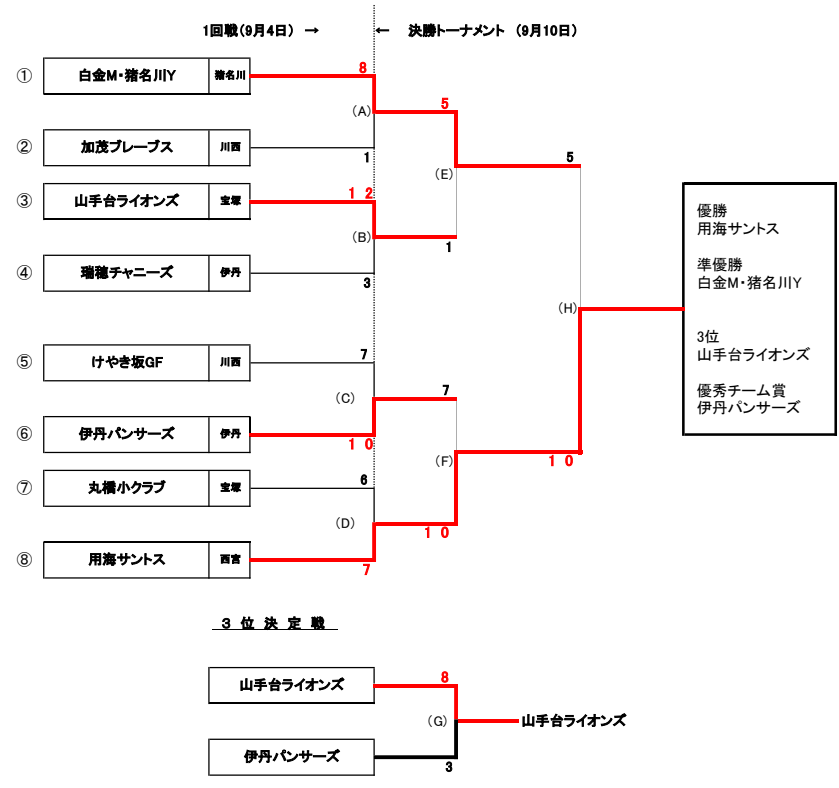 1回戦(9月4日) → ← 決勝トーナメント (9月10日)
① 白金M・猪名川Y 猪名川 8
(A) 5
② 加茂ブレーブス 川西 1
(E) 5
③ 山手台ライオンズ 宝塚 12
(B) 1
④ 瑞穂チャニーズ 伊丹 3
(H)
⑤ けやき坂GF 川西 7
(C) 7
⑥ 伊丹パンサーズ 伊丹 10
(F) 10
⑦ 丸橋小クラブ 宝塚 6
(D) 10
⑧ 用海サントス 西宮 7
優勝
用海サントス
準優勝
白金M・猪名川Y
3位
山手台ライオンズ
優秀チーム賞
伊丹パンサーズ
3位決定戦
山手台ライオンズ 8
(G) 山手台ライオンズ
伊丹パンサーズ 3